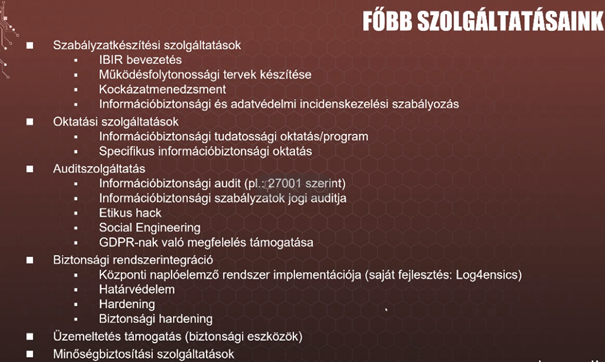 FŐBB SZOLGÁLTATÁSAINK
Szabályzatkészítési szolgáltatások
IBIR bevezetés
Működésfolytonossági tervek készítése
Kockázatmenedzsment
Információbiztonsági és adatvédelmi incidenskezelési szabályozás
Oktatási szolgáltatások
Információbiztonsági tudatossági oktatás/program
Specifikus információbiztonsági oktatás
Auditszolgáltatás
Információbiztonsági audit (pl.: 27001 szerint)
Információbiztonsági szabályzatok jogi auditja
Etikus hack
Social Engineering
GDPR-nak való megfelelés támogatása
Biztonsági rendszerintegráció
Központi naplóelemző rendszer implementációja (saját fejlesztés: Log4ensics)
Határvédelem
Hardening
Biztonsági hardening
Üzemeltetés támogatás (biztonsági eszközök)
Minőségbiztosítási szolgáltatások